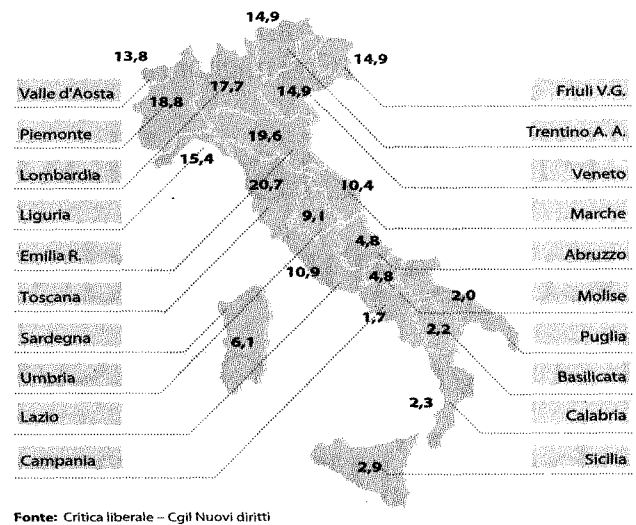 14,9
13,8
14,9
Valle d'Aosta
18,8
17,7
14,9
Friuli V.G.
Piemonte
19,6
Trentino A. A.
Lombardia
15,4
Veneto
Liguria
20,7
10,4
Marche
9,1
Emilia R.
4,8
Abruzzo
Toscana
10,9
4,8
2,0
Molise
Sardegna
6,1
1,7
2,2
Puglia
Umbria
Basilicata
Lazio
2,3
Calabria
Campania
2,9
Sicilia
Fonte: Critica liberale – Cgil Nuovi diritti